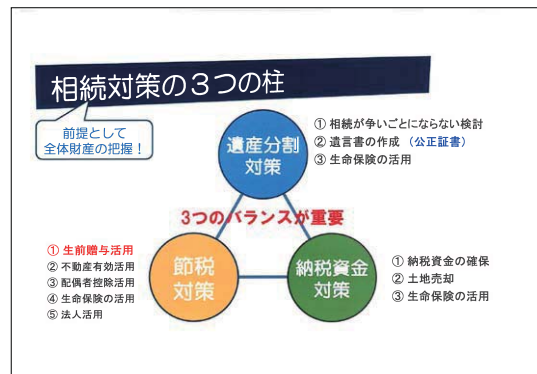 相続対策の3つの柱
前提として
全体財産の把握!
遺産分割
対策
① 相続が争いごとにならない検討
② 遺言書の作成 (公正証書)
③ 生命保険の活用
3つのバランスが重要
① 生前贈与活用
② 不動産有効活用
③ 配偶者控除活用
④ 生命保険の活用
⑤ 法人活用
節税
対策
納税資金
対策
① 納税資金の確保
② 土地売却
③ 生命保険の活用